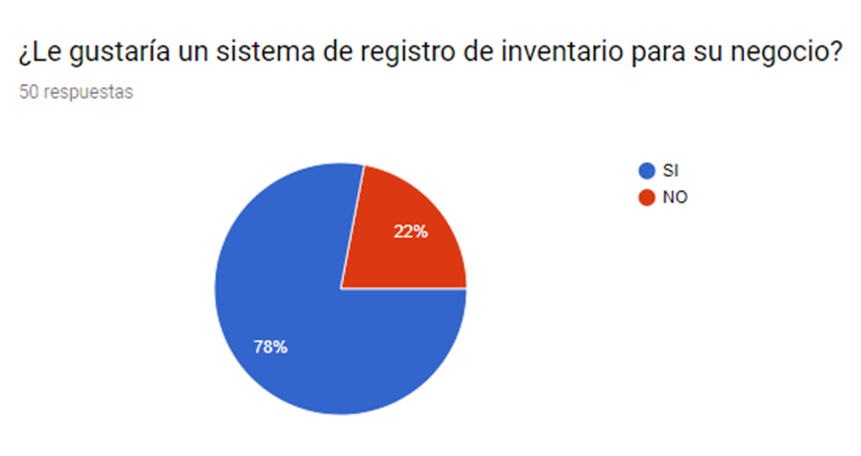 ¿Le gustaría un sistema de registro de inventario para su negocio?
50 respuestas
SI
NO
22%
78%